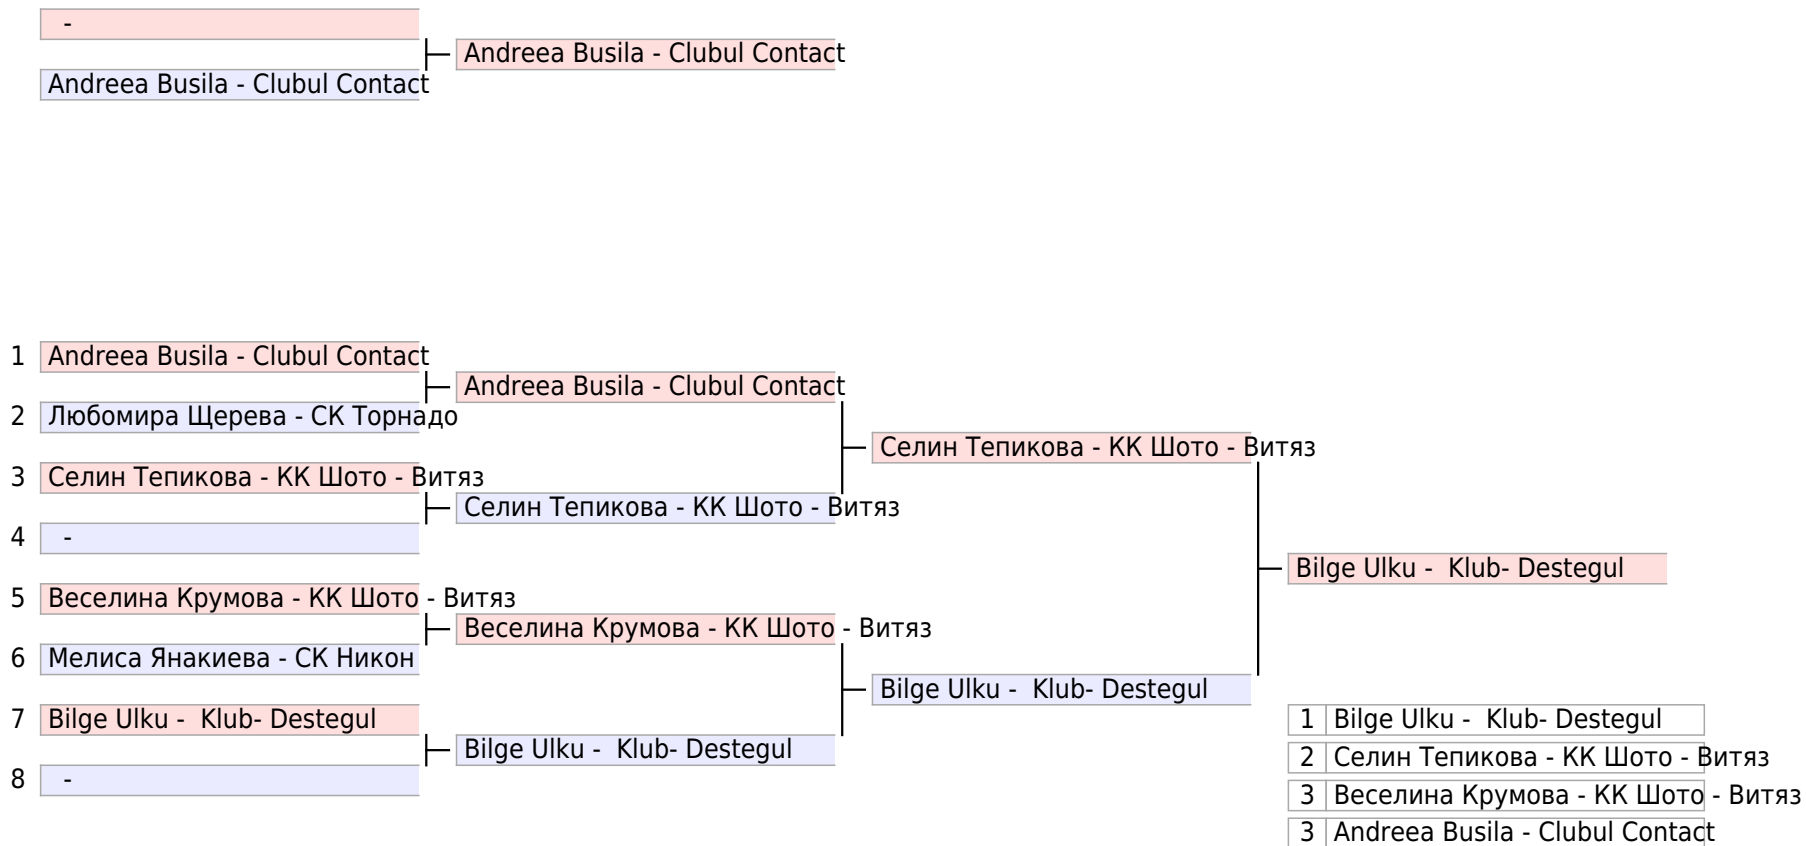 -
Andreea Busila - Clubul Contact
Andreea Busila - Clubul Contact
1 Andreea Busila - Clubul Contact
Andreea Busila - Clubul Contact
2 Любомира Щерева - СК Торнадо
Селин Тепикова - КК Шото - Витяз
3 Селин Тепикова - КК Шото - Витяз
Селин Тепикова - КК Шото - Витяз
4 -
Bilge Ulku -  Klub- Destegul
5 Веселина Крумова - КК Шото - Витяз
Веселина Крумова - КК Шото - Витяз
6 Мелиса Янакиева - СК Никон
Bilge Ulku -  Klub- Destegul
7 Bilge Ulku -  Klub- Destegul
Bilge Ulku -  Klub- Destegul
8 -
1 Bilge Ulku -  Klub- Destegul
2 Селин Тепикова - КК Шото - Витяз
3 Веселина Крумова - КК Шото - Витяз
3 Andreea Busila - Clubul Contact